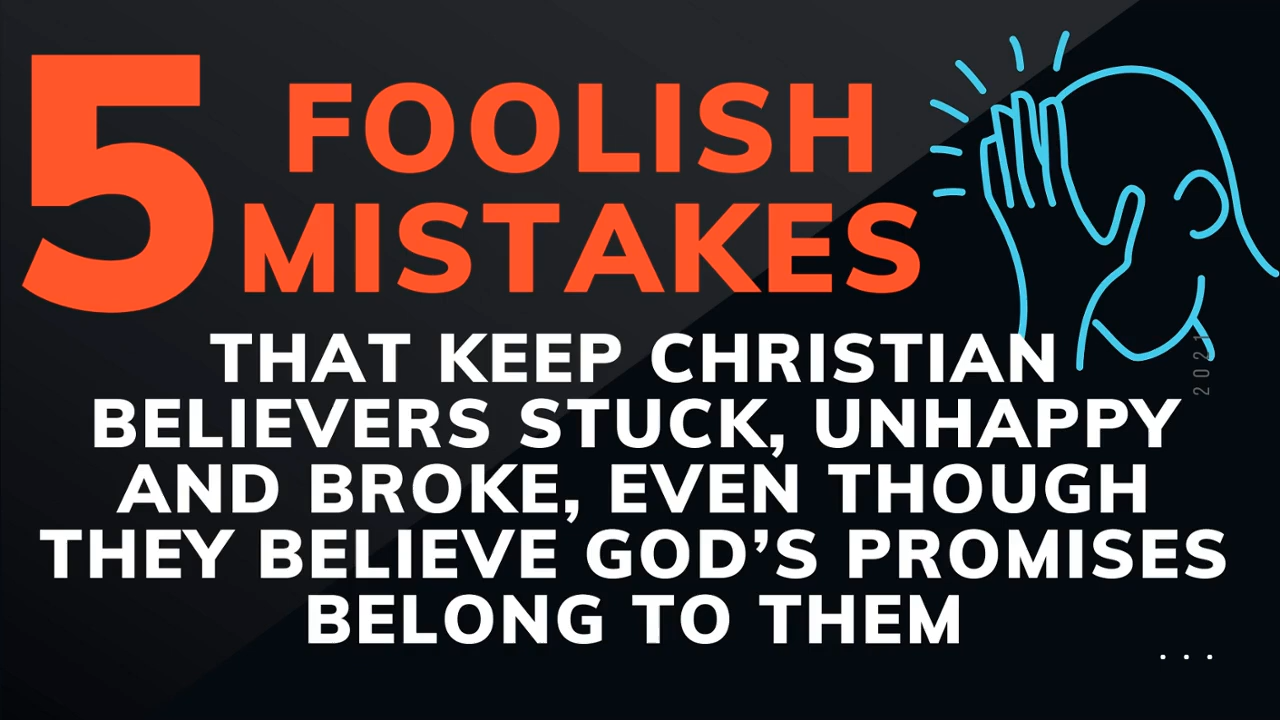 5 FOOLISH
MISTAKES
THAT KEEP CHRISTIAN
BELIEVERS STUCK, UNHAPPY
AND BROKE, EVEN THOUGH
THEY BELIEVE GOD'S PROMISES
BELONG TO THEM
2021
...